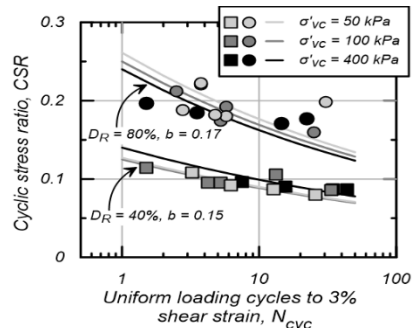 0.3
0.2
0.1
0
Cyclic stress ratio, CSR
σ'vc = 50 kPa
σ'vc = 100 kPa
σ'vc = 400 kPa
DR = 80%, b = 0.17
DR = 40%, b = 0.15
1 10 100
Uniform loading cycles to 3%
shear strain, Ncyc